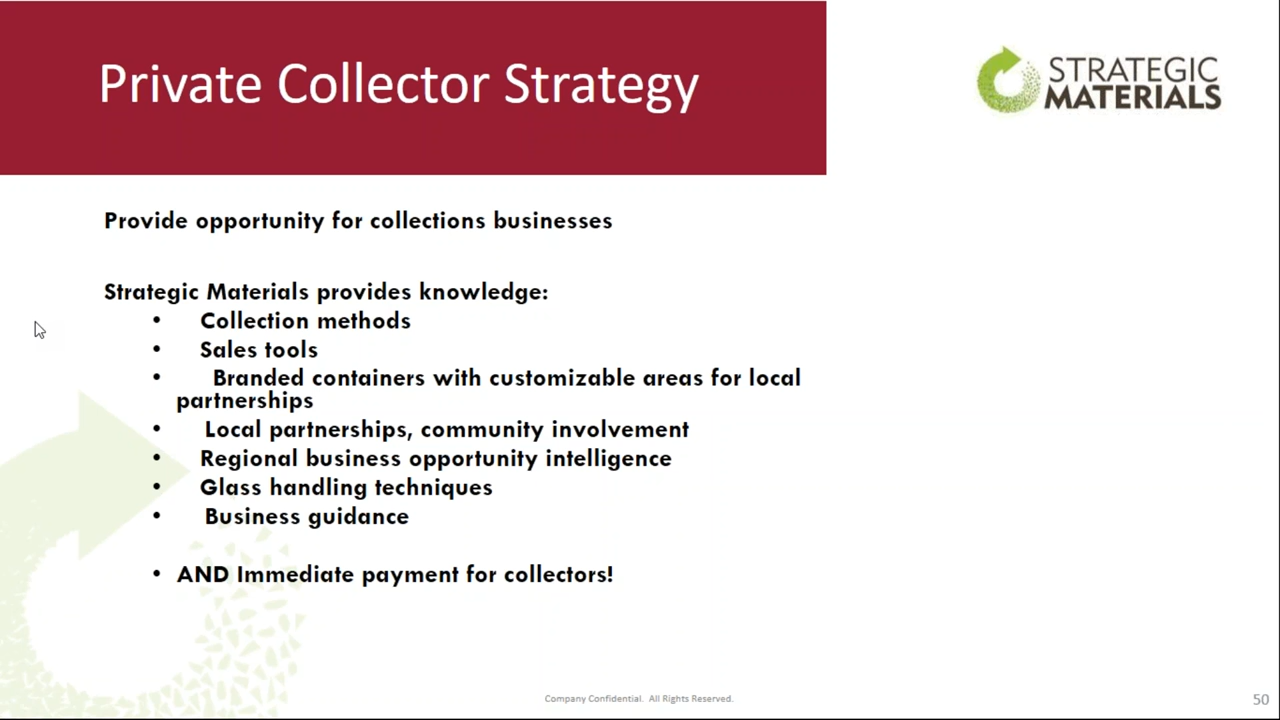 Private Collector Strategy
STRATEGIC
MATERIALS
Provide opportunity for collections businesses
Strategic Materials provides knowledge:
• Collection methods
• Sales tools
• Branded containers with customizable areas for local
partnerships
• Local partnerships, community involvement
• Regional business opportunity intelligence
• Glass handling techniques
• Business guidance
• AND Immediate payment for collectors!
Company Confidential. All Rights Reserved.
50